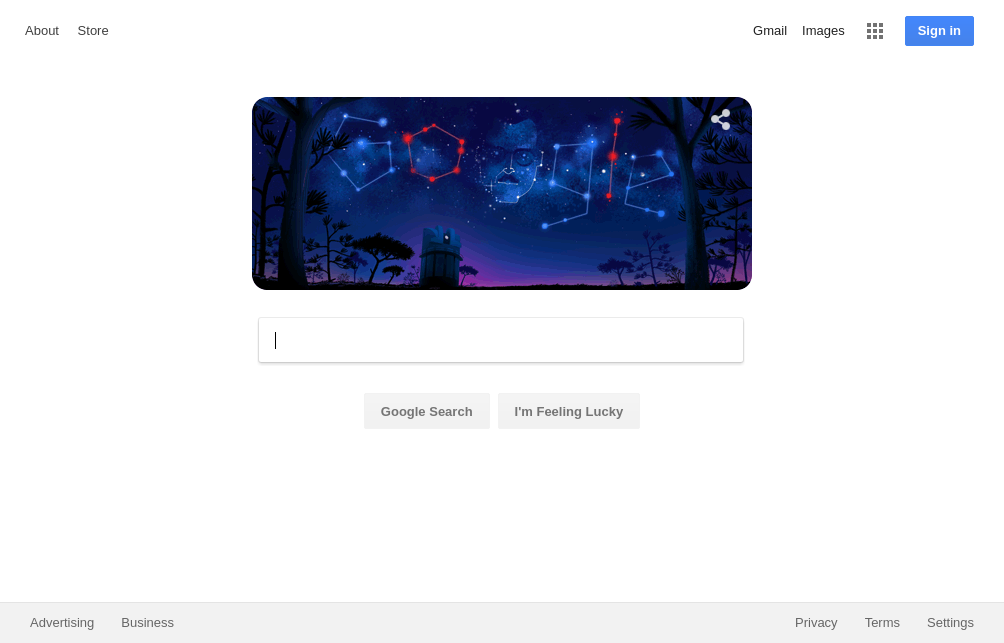 About Store Gmail Images Sign in
Google Search I'm Feeling Lucky
Advertising Business Privacy Terms Settings